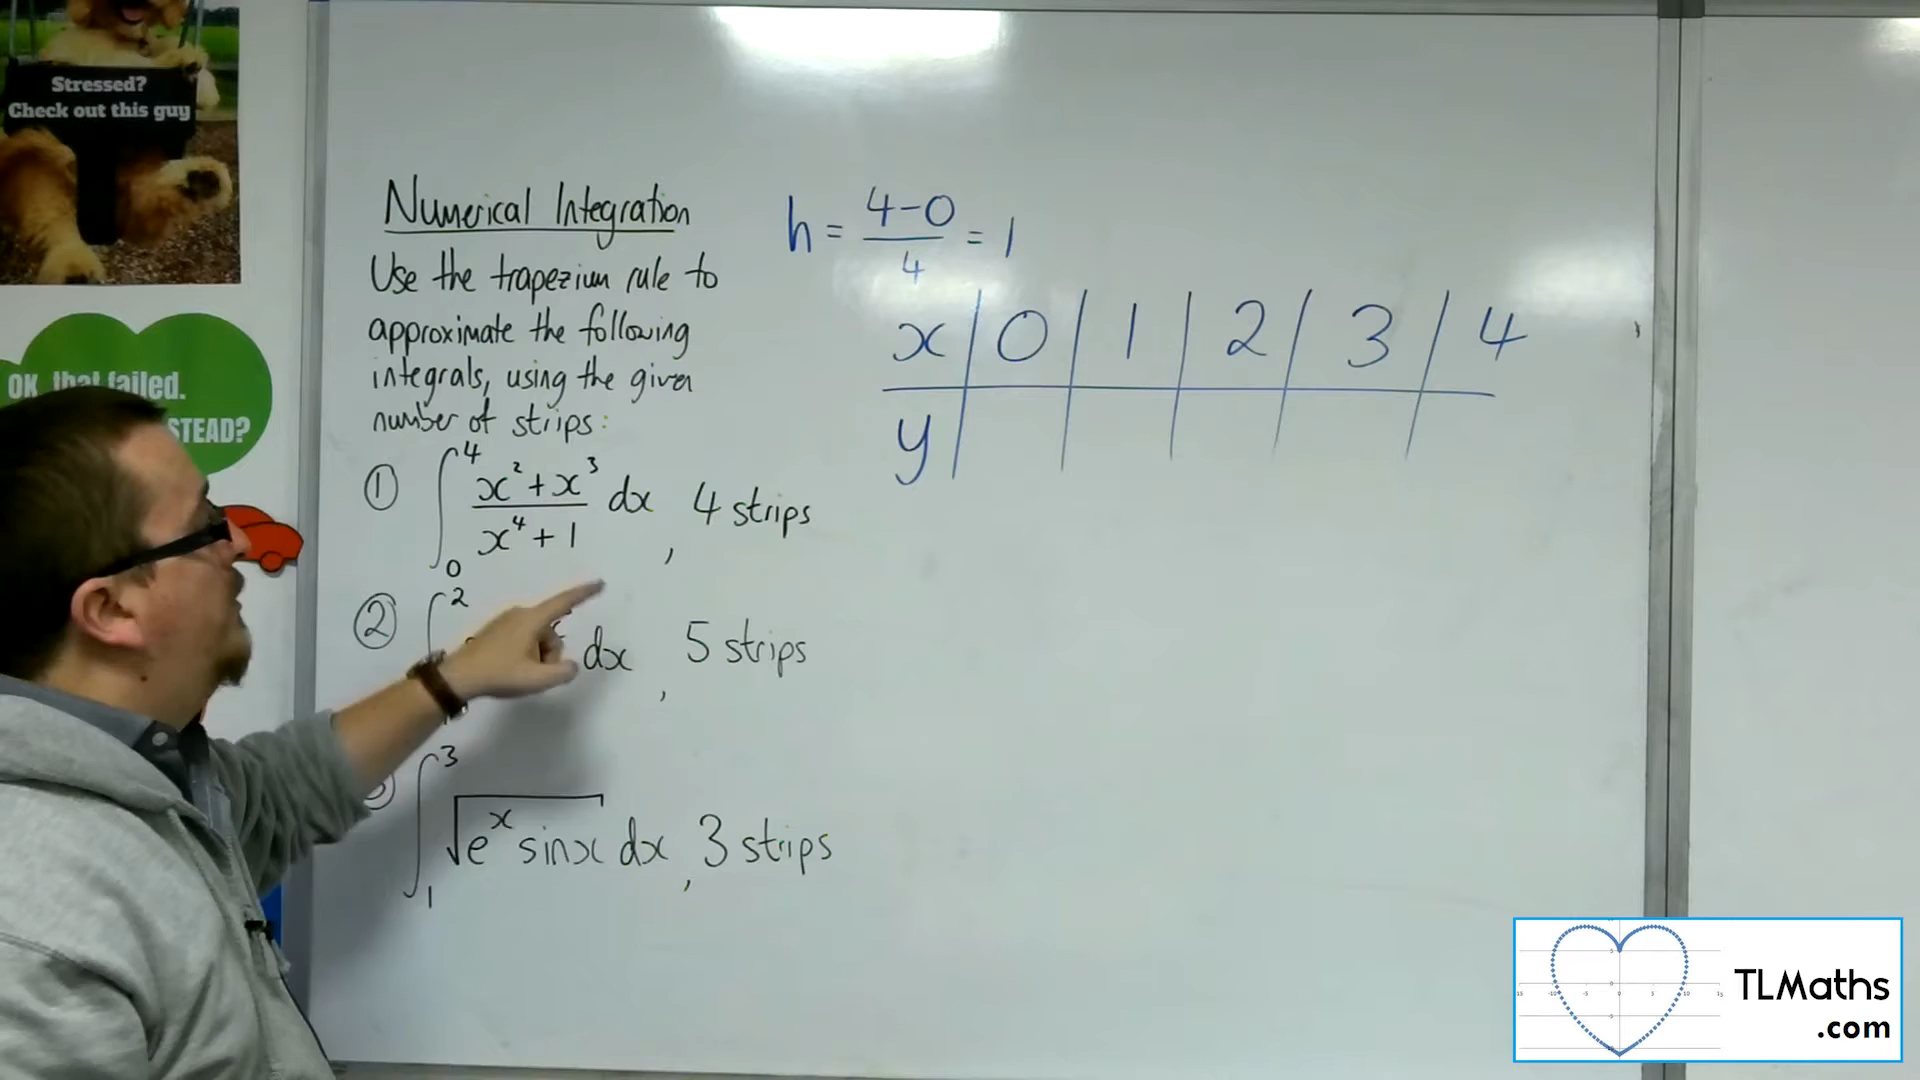 Stressed?
Check out this guy
OK, that failed.
STEAD?
Numerical Integration
Use the trapezium rule to
approximate the following
integrals, using the given
number of strips:
① ∫₀⁴ (x² + x³)/(x⁴ + 1) dx, 4 strips
② ∫ ² dx, 5 strips
∫₁³ √(eˣ sinx) dx, 3 strips
h = (4-0)/4 = 1
x | 0 | 1 | 2 | 3 | 4
y
TLMaths
.com